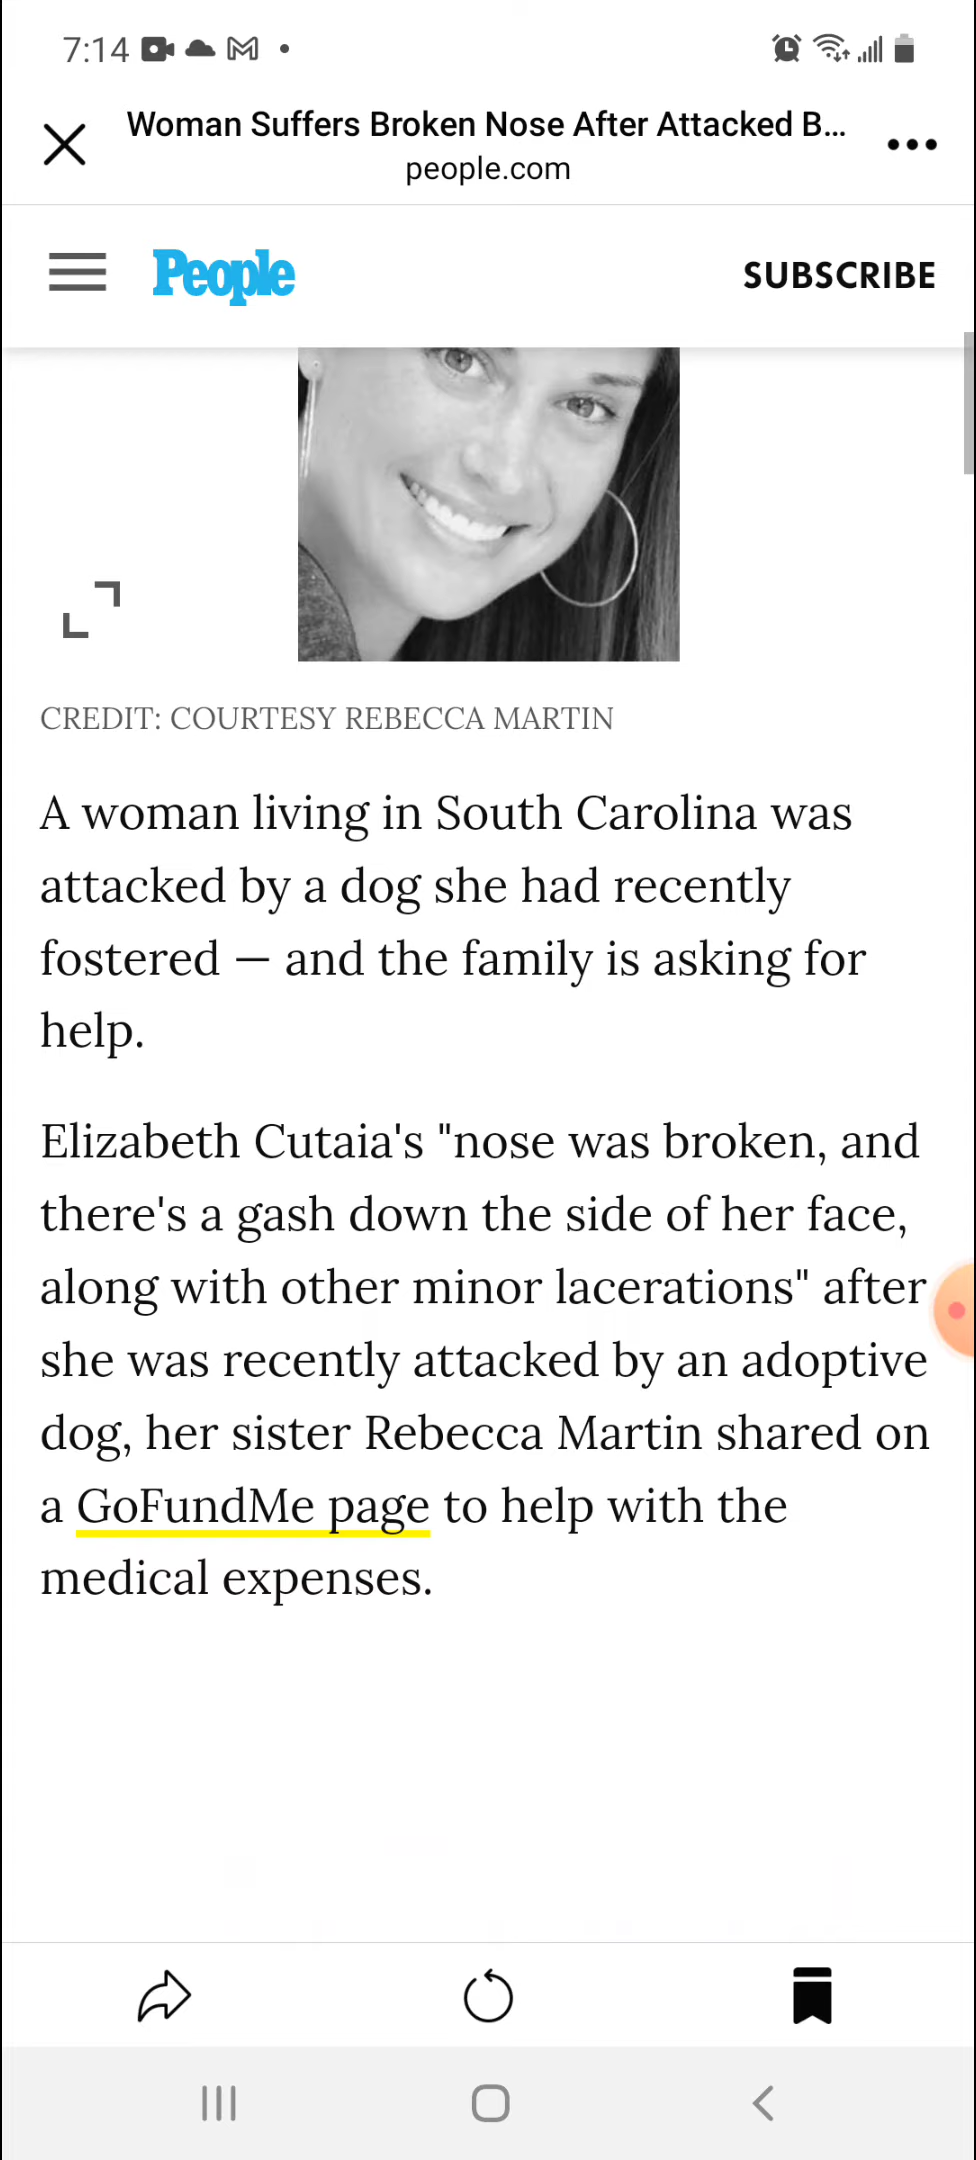 7:14
Woman Suffers Broken Nose After Attacked B...
people.com
People
SUBSCRIBE
CREDIT: COURTESY REBECCA MARTIN
A woman living in South Carolina was
attacked by a dog she had recently
fostered — and the family is asking for
help.
Elizabeth Cutaia's "nose was broken, and
there's a gash down the side of her face,
along with other minor lacerations" after
she was recently attacked by an adoptive
dog, her sister Rebecca Martin shared on
a GoFundMe page to help with the
medical expenses.